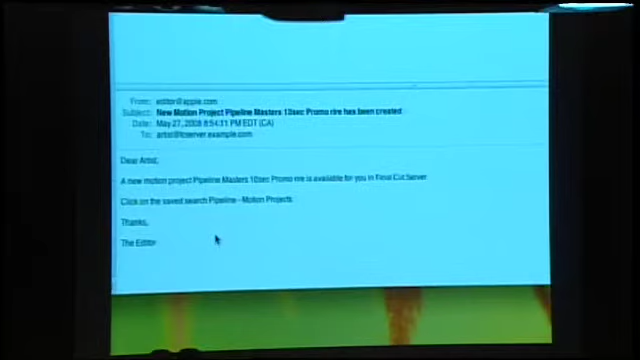 From: editor@apple.com
Subject: New Motion Project Pipeline Masters 10sec Promo rire has been created
Date: May 27, 2008 8:54:11 PM EDT (CA)
To: artist@fcserver.example.com
Dear Artist,
A new motion project Pipeline Masters 10sec Promo rire is available for you in Final Cut Server
Click on the saved search Pipeline - Motion Projects
Thanks,
The Editor